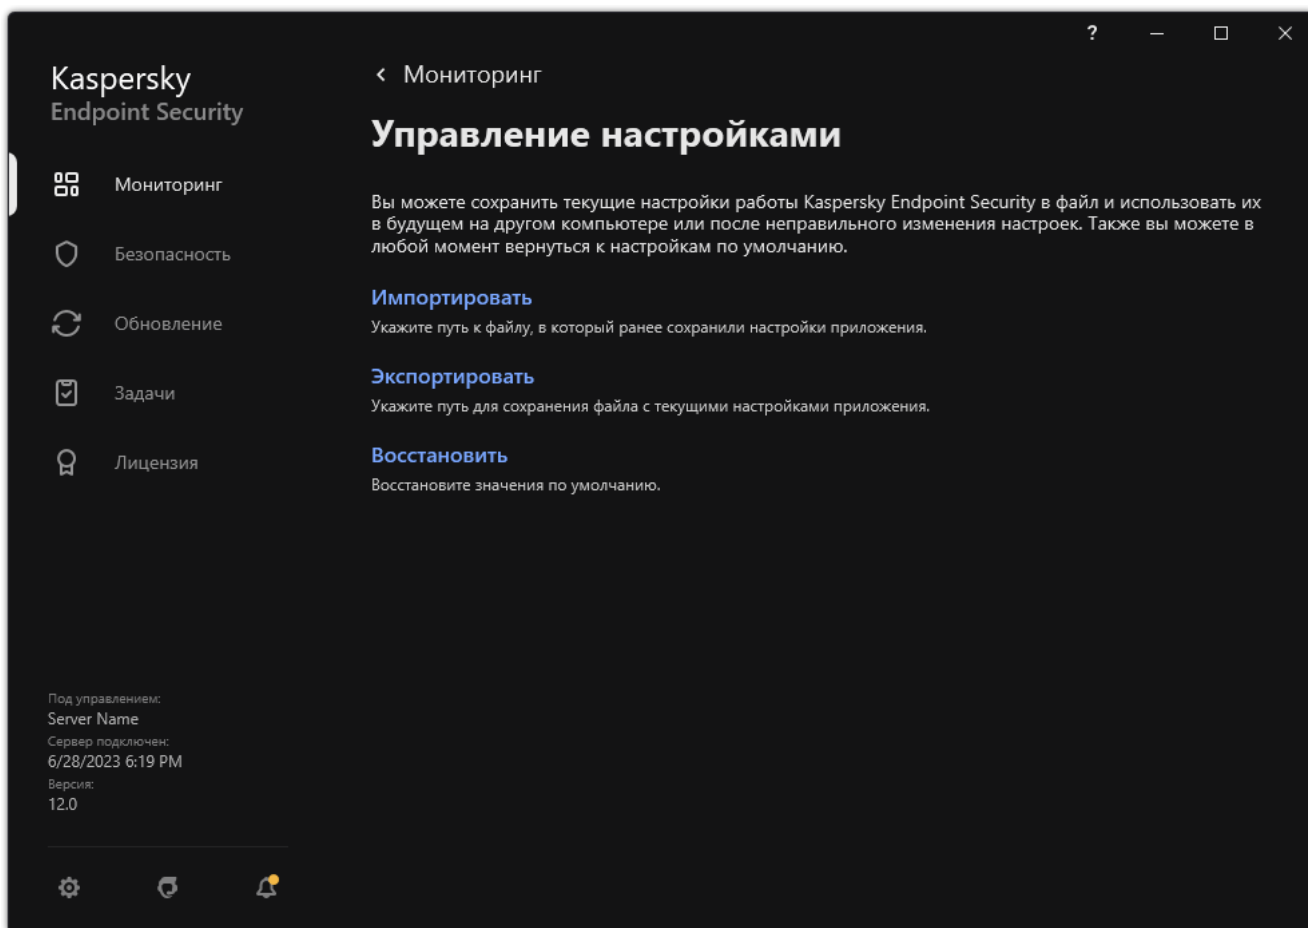 ?
Kaspersky
Endpoint Security
Мониторинг
Безопасность
Обновление
Задачи
Лицензия
Под управлением:
Server Name
Сервер подключен:
6/28/2023 6:19 PM
Версия:
12.0
Мониторинг
Управление настройками
Вы можете сохранить текущие настройки работы Kaspersky Endpoint Security в файл и использовать их
в будущем на другом компьютере или после неправильного изменения настроек. Также вы можете в
любой момент вернуться к настройкам по умолчанию.
Импортировать
Укажите путь к файлу, в который ранее сохранили настройки приложения.
Экспортировать
Укажите путь для сохранения файла с текущими настройками приложения.
Восстановить
Восстановите значения по умолчанию.